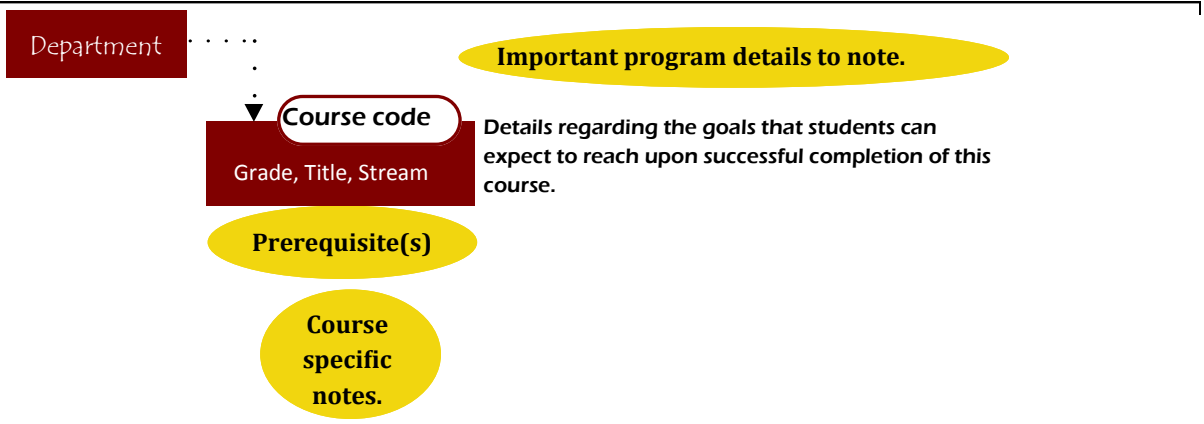 Department
Important program details to note.
Course code
Grade, Title, Stream
Details regarding the goals that students can
expect to reach upon successful completion of this
course.
Prerequisite(s)
Course
specific
notes.